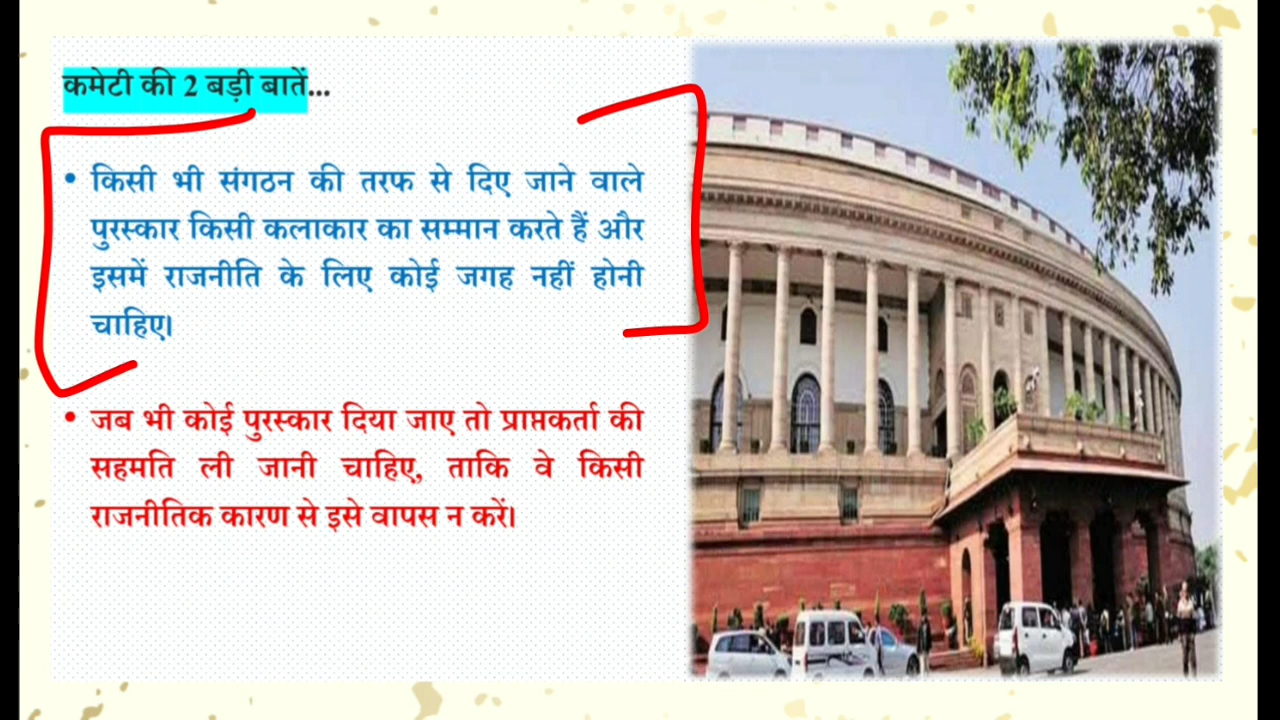 कमेटी की 2 बड़ी बातें...
• किसी भी संगठन की तरफ से दिए जाने वाले
पुरस्कार किसी कलाकार का सम्मान करते हैं और
इसमें राजनीति के लिए कोई जगह नहीं होनी
चाहिए।
• जब भी कोई पुरस्कार दिया जाए तो प्राप्तकर्ता की
सहमति ली जानी चाहिए, ताकि वे किसी
राजनीतिक कारण से इसे वापस न करें।